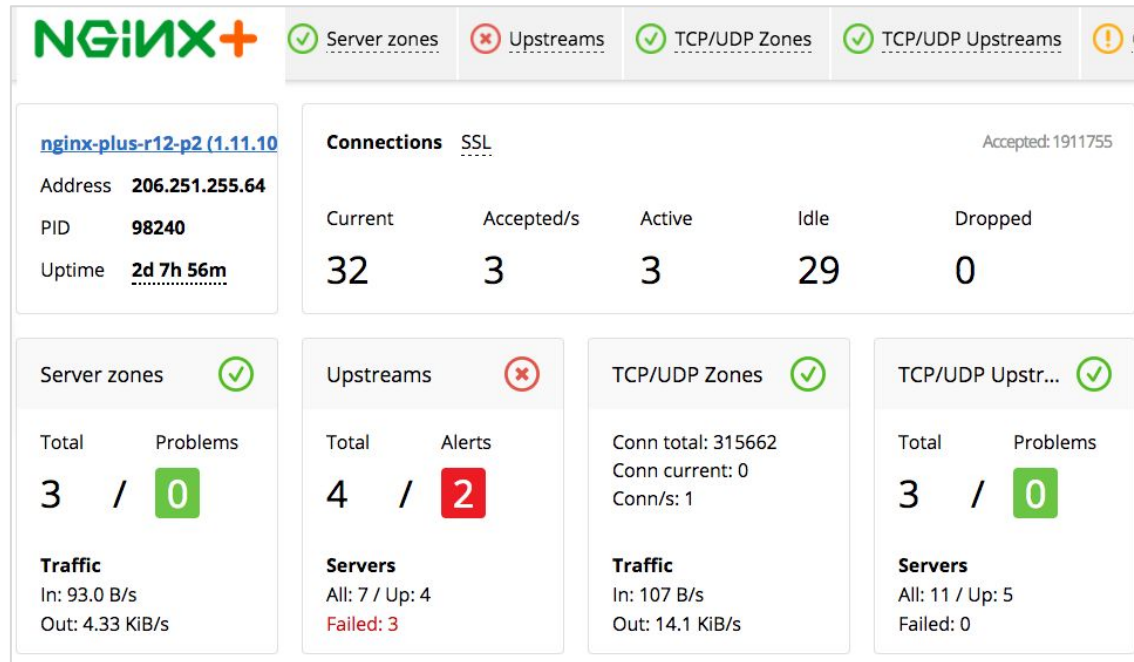 NGiNX+
Server zones
Upstreams
TCP/UDP Zones
TCP/UDP Upstreams
nginx-plus-r12-p2 (1.11.10
Address 206.251.255.64
PID 98240
Uptime 2d 7h 56m
Connections SSL
Accepted: 1911755
Current Accepted/s Active Idle Dropped
32 3 3 29 0
Server zones
Total Problems
3 / 0
Traffic
In: 93.0 B/s
Out: 4.33 KiB/s
Upstreams
Total Alerts
4 / 2
Servers
All: 7 / Up: 4
Failed: 3
TCP/UDP Zones
Conn total: 315662
Conn current: 0
Conn/s: 1
Traffic
In: 107 B/s
Out: 14.1 KiB/s
TCP/UDP Upstr...
Total Problems
3 / 0
Servers
All: 11 / Up: 5
Failed: 0